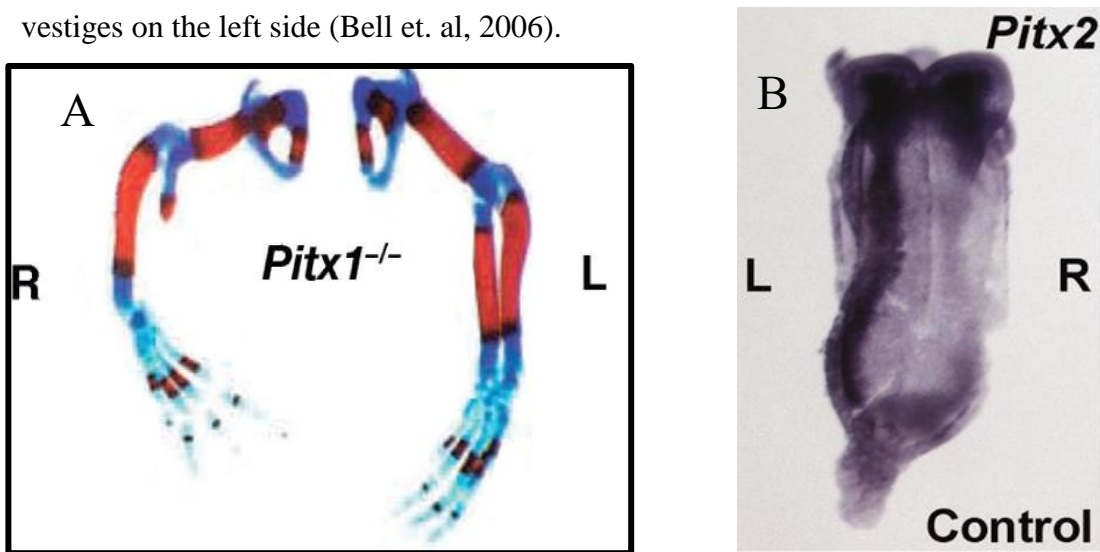 vestiges on the left side (Bell et. al, 2006).
A
R
Pitx1–/–
L
Pitx2
B
L
R
Control